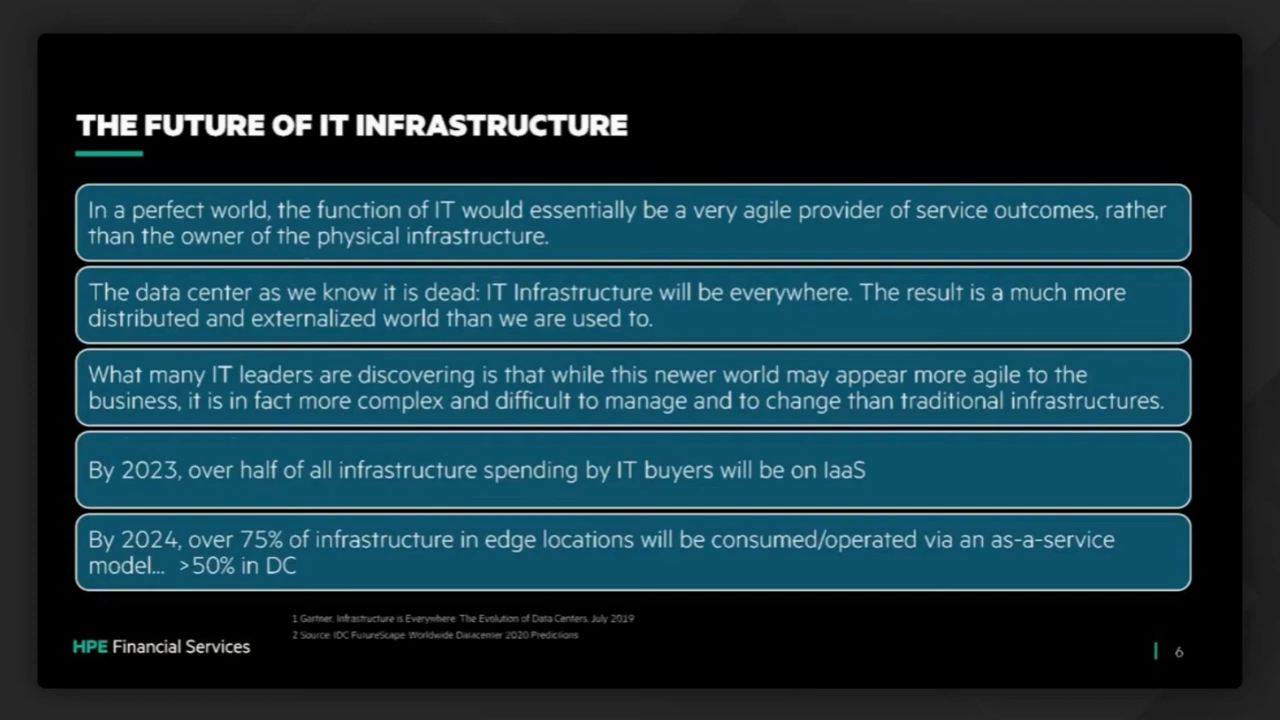 THE FUTURE OF IT INFRASTRUCTURE
In a perfect world, the function of IT would essentially be a very agile provider of service outcomes, rather
than the owner of the physical infrastructure.
The data center as we know it is dead: IT Infrastructure will be everywhere. The result is a much more
distributed and externalized world than we are used to.
What many IT leaders are discovering is that while this newer world may appear more agile to the
business, it is in fact more complex and difficult to manage and to change than traditional infrastructures.
By 2023, over half of all infrastructure spending by IT buyers will be on IaaS
By 2024, over 75% of infrastructure in edge locations will be consumed/operated via an as-a-service
model... >50% in DC
1 Gartner, Infrastructure is Everywhere: The Evolution of Data Centers, July 2019
2 Source: IDC FutureScape: Worldwide Datacenter 2020 Predictions
HPE Financial Services
6